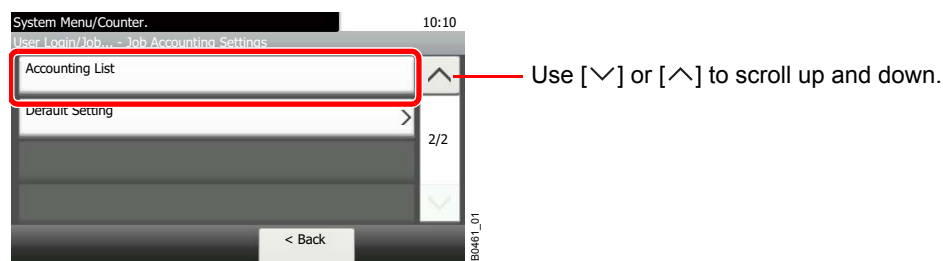 System Menu/Counter. 10:10
User Login/Job... - Job Accounting Settings
Accounting List
Use [∨] or [∧] to scroll up and down.
Default Setting >
2/2
< Back
B0461_01